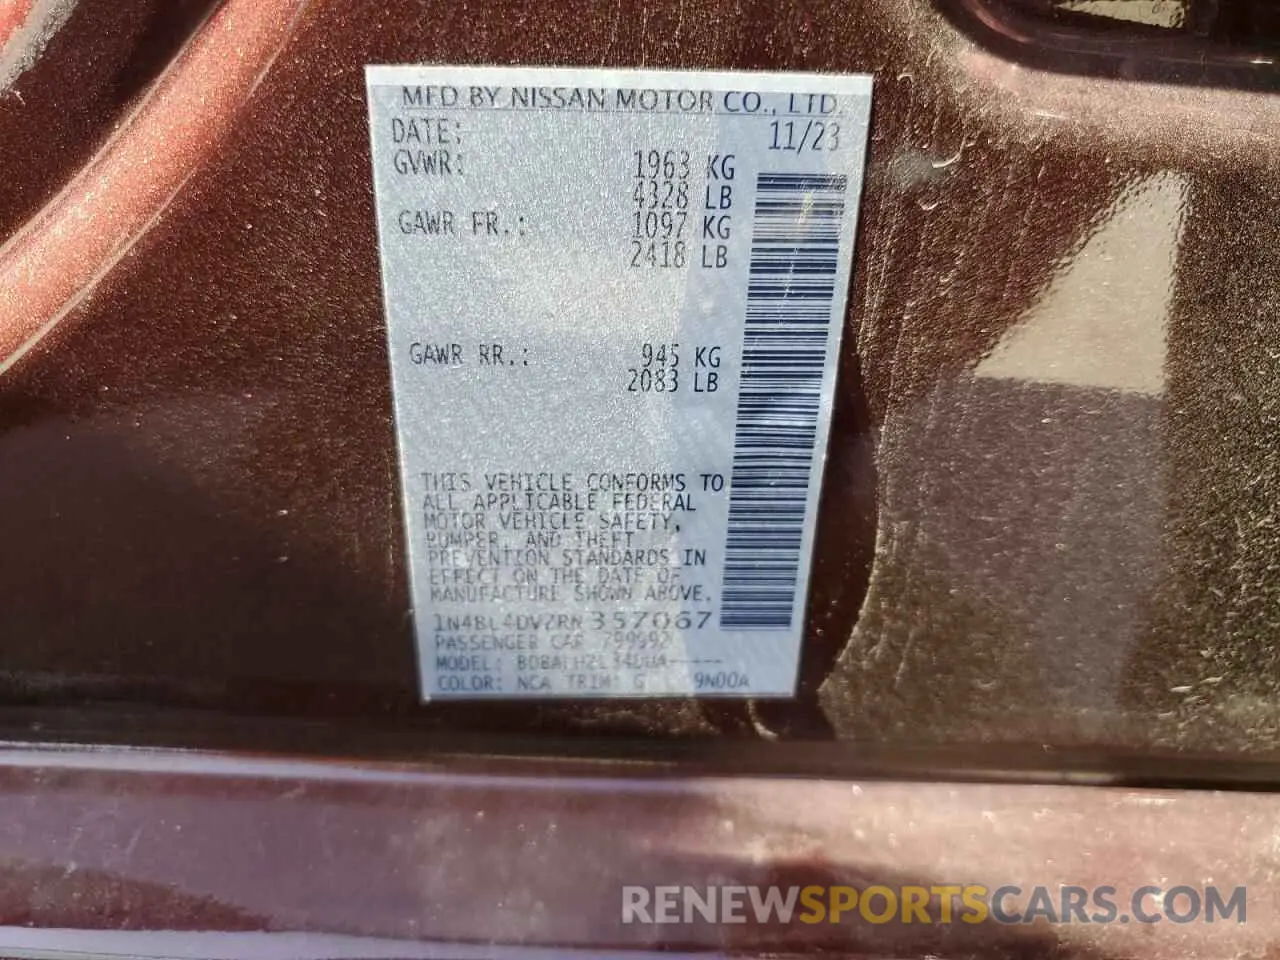 MFD BY NISSAN MOTOR CO., LTD.
DATE: 11/23
GVWR: 1963 KG
4328 LB
GAWR FR.: 1097 KG
2418 LB
GAWR RR.: 945 KG
2083 LB
THIS VEHICLE CONFORMS TO
ALL APPLICABLE FEDERAL
MOTOR VEHICLE SAFETY,
BUMPER, AND THEFT
PREVENTION STANDARDS IN
EFFECT ON THE DATE OF
MANUFACTURE SHOWN ABOVE.
1N4BL4DV2RN357067
PASSENGER CAR 799992
MODEL:
COLOR: NCA TRIM: G 9N00A
RENEWSPORTSCARS.COM